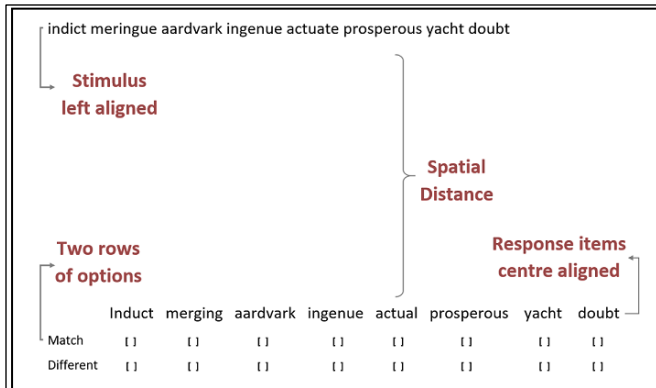 indict meringue aardvark ingenue actuate prosperous yacht doubt
Stimulus
left aligned
Spatial
Distance
Two rows
of options
Response items
centre aligned
Induct merging aardvark ingenue actual prosperous yacht doubt
Match [ ] [ ] [ ] [ ] [ ] [ ] [ ] [ ]
Different [ ] [ ] [ ] [ ] [ ] [ ] [ ] [ ]